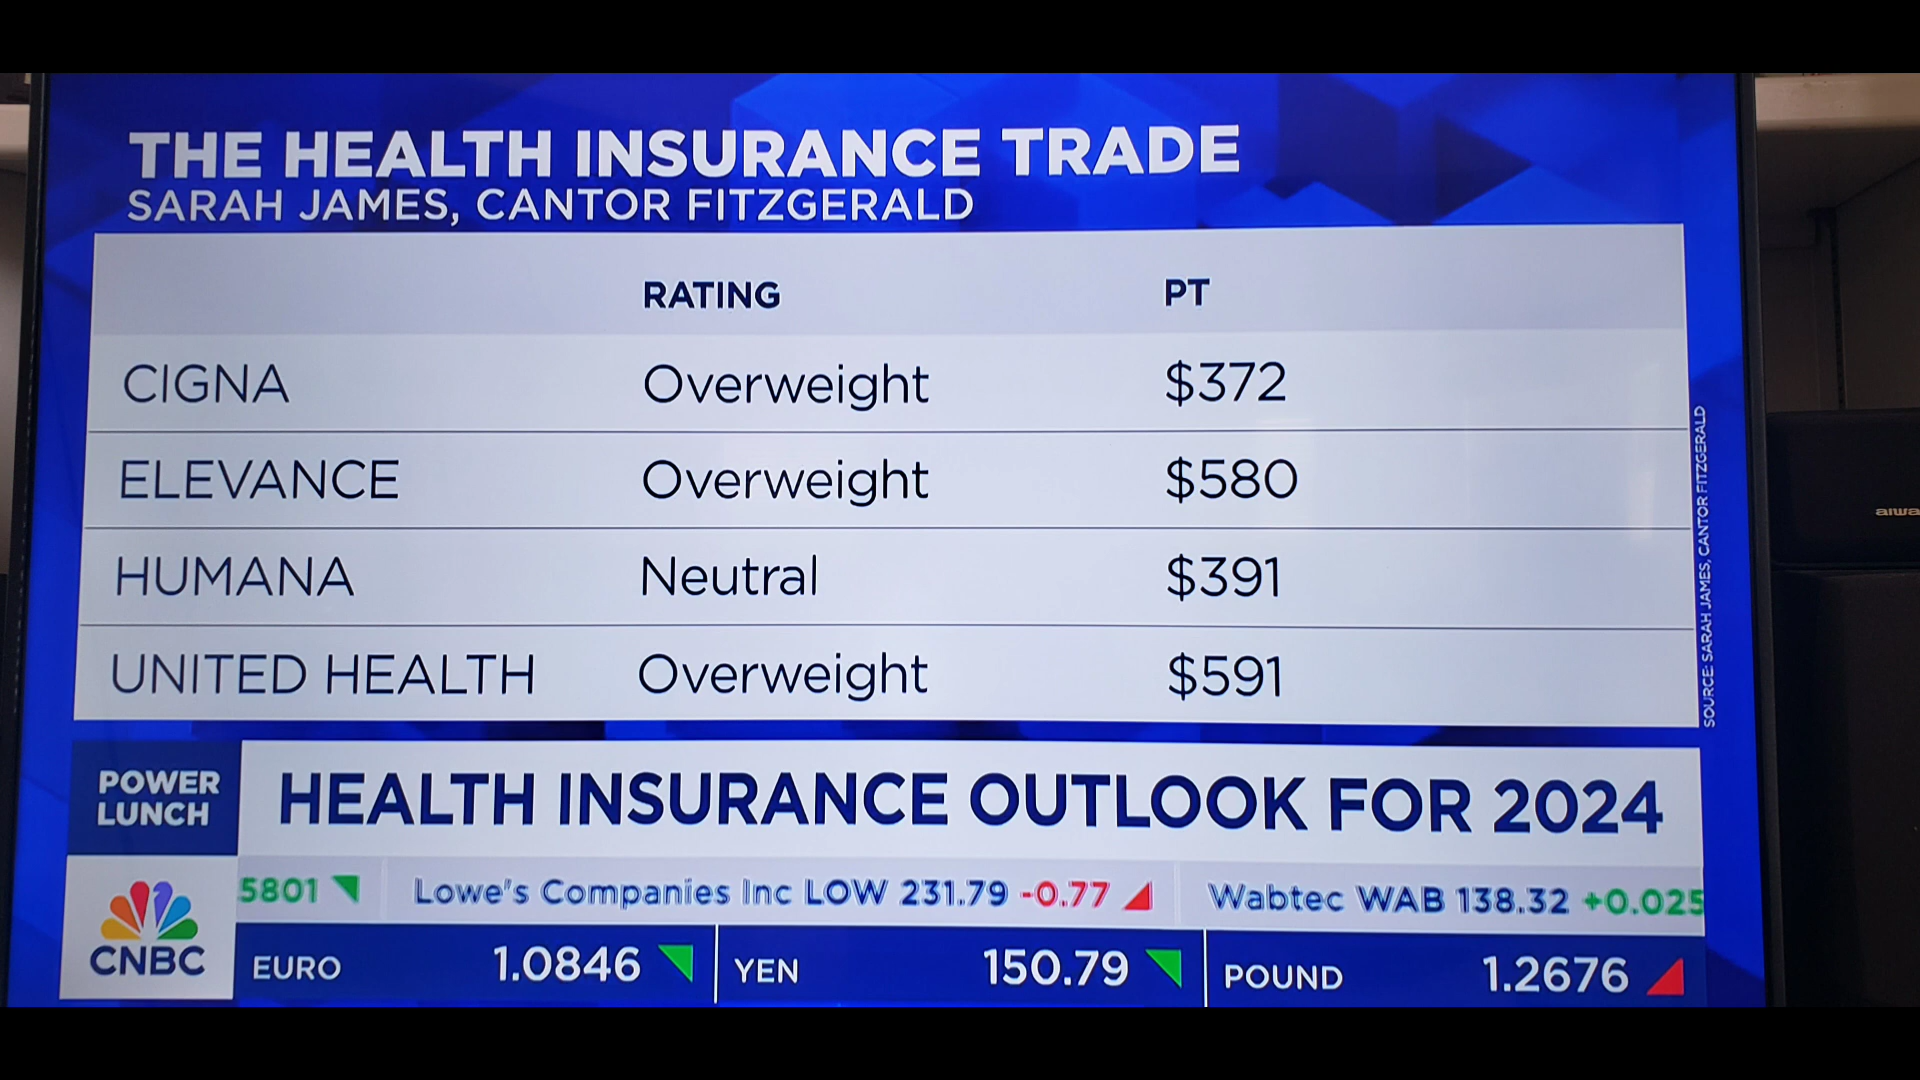 THE HEALTH INSURANCE TRADE
SARAH JAMES, CANTOR FITZGERALD
RATING PT
CIGNA Overweight $372
ELEVANCE Overweight $580
HUMANA Neutral $391
UNITED HEALTH Overweight $591
SOURCE: SARAH JAMES, CANTOR FITZGERALD
aiwa
POWER
LUNCH
HEALTH INSURANCE OUTLOOK FOR 2024
5801 Lowe's Companies Inc LOW 231.79 -0.77 Wabtec WAB 138.32 +0.025
CNBC
EURO 1.0846 YEN 150.79 POUND 1.2676